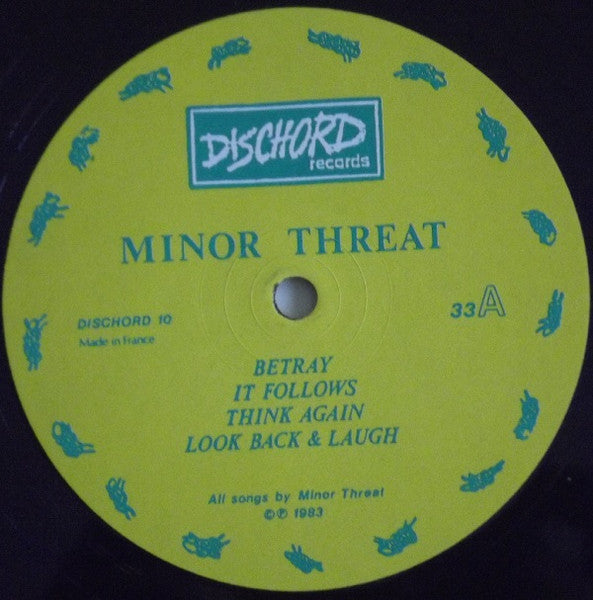 DISCHORD
records
MINOR THREAT
DISCHORD 10
Made in France
33 A
BETRAY
IT FOLLOWS
THINK AGAIN
LOOK BACK & LAUGH
All songs by Minor Threat
©℗ 1983